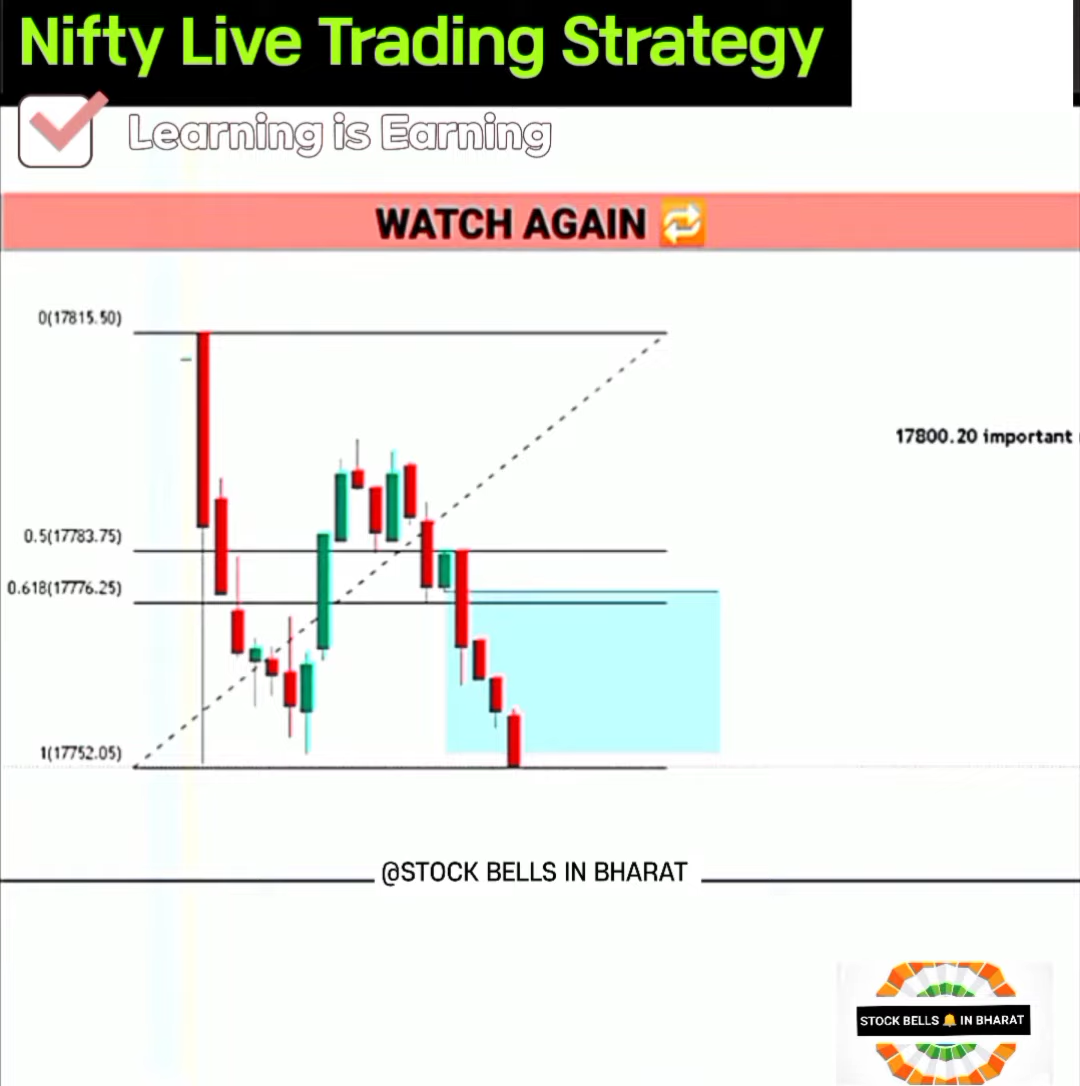 Nifty Live Trading Strategy
Learning is Earning
WATCH AGAIN 🔁
0(17815.50)
17800.20 important
0.5(17783.75)
0.618(17776.25)
1(17752.05)
@STOCK BELLS IN BHARAT
STOCK BELLS 🔔 IN BHARAT